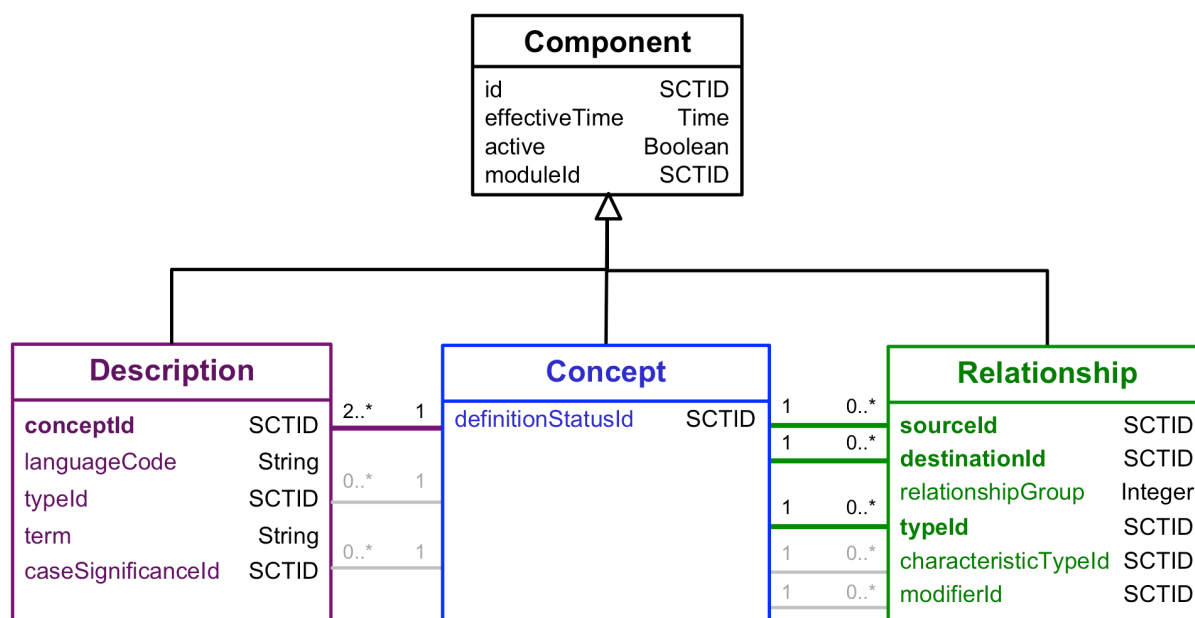 Component
id SCTID
effectiveTime Time
active Boolean
moduleId SCTID
Description
conceptId SCTID
languageCode String
typeId SCTID
term String
caseSignificanceId SCTID
2..* 1
0..* 1
0..* 1
Concept
definitionStatusId SCTID
1 0..*
1 0..*
1 0..*
1 0..*
1 0..*
Relationship
sourceId SCTID
destinationId SCTID
relationshipGroup Integer
typeId SCTID
characteristicTypeId SCTID
modifierId SCTID